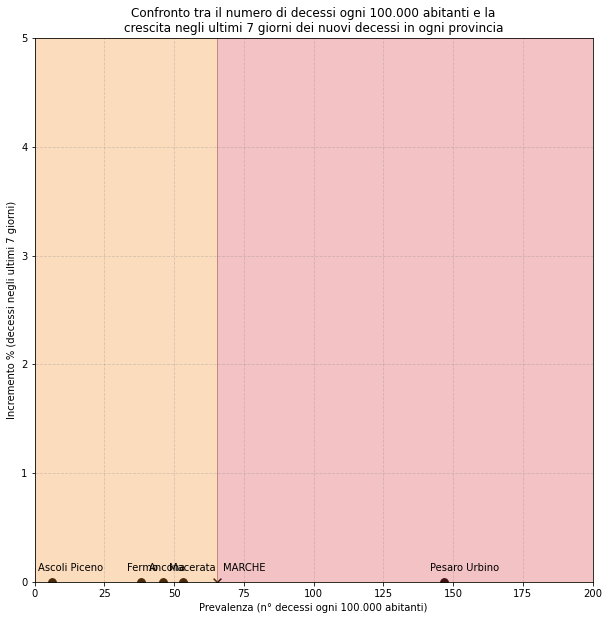 Confronto tra il numero di decessi ogni 100.000 abitanti e la
crescita negli ultimi 7 giorni dei nuovi decessi in ogni provincia
Incremento % (decessi negli ultimi 7 giorni)
5
4
3
2
1
0
Ascoli Piceno
Fermo
Ancona
Macerata
MARCHE
Pesaro Urbino
0 25 50 75 100 125 150 175 200
Prevalenza (n° decessi ogni 100.000 abitanti)